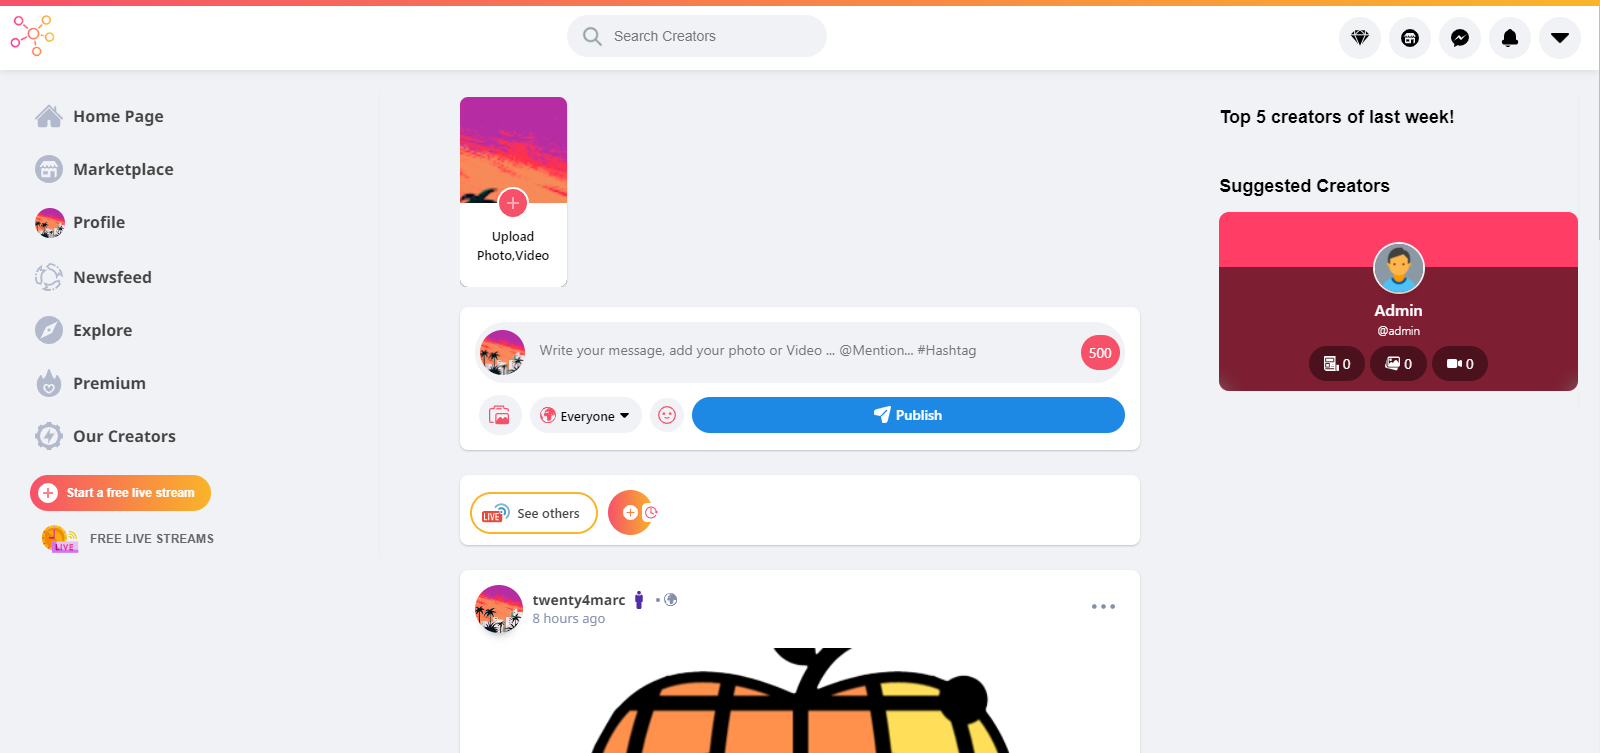 Search Creators
Home Page
Marketplace
Profile
Newsfeed
Explore
Premium
Our Creators
Start a free live stream
LIVE
FREE LIVE STREAMS
Upload
Photo,Video
Write your message, add your photo or Video ... @Mention... #Hashtag
500
Everyone
Publish
LIVE
See others
twenty4marc
8 hours ago
Top 5 creators of last week!
Suggested Creators
Admin
@admin
0
0
0